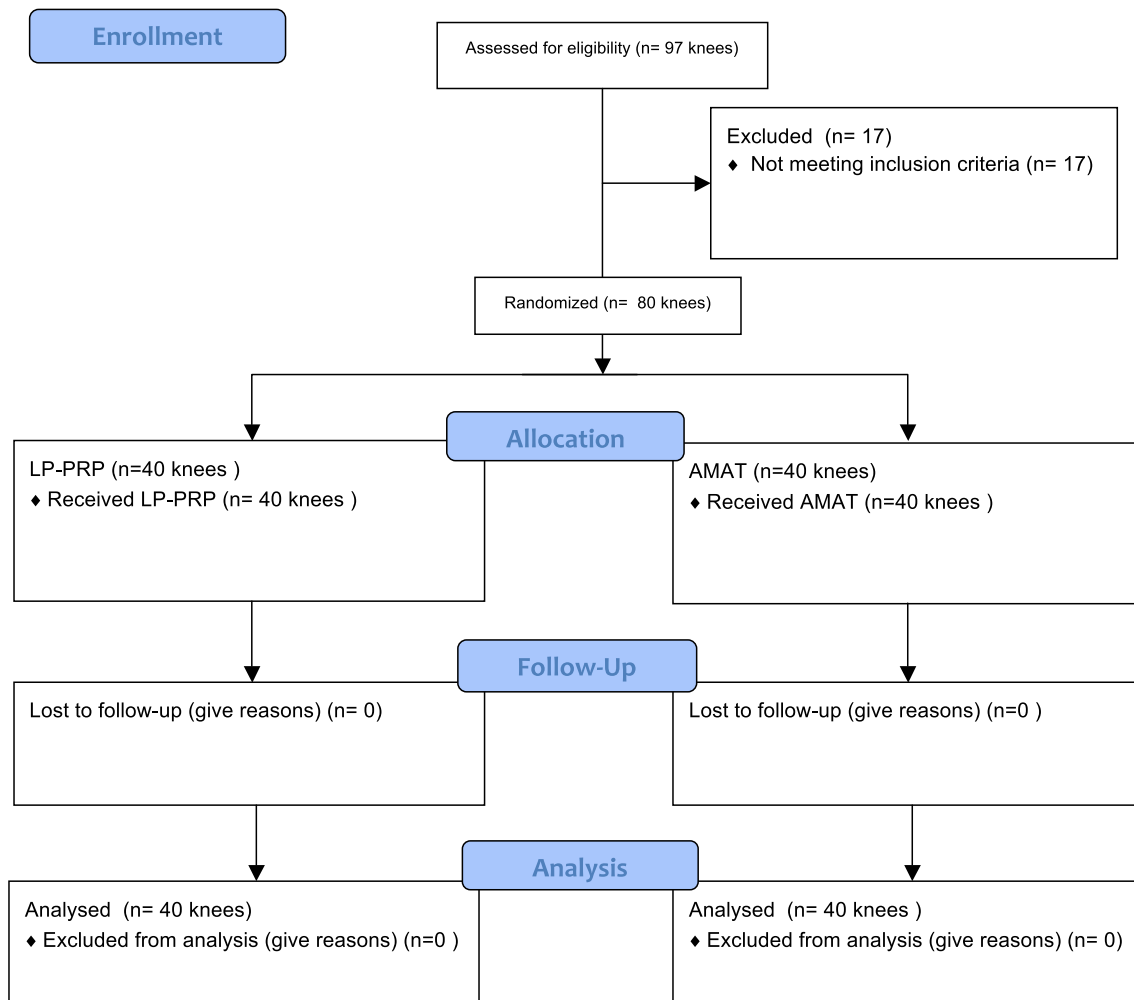 Enrollment
Assessed for eligibility (n= 97 knees)
Excluded (n= 17)
♦ Not meeting inclusion criteria (n= 17)
Randomized (n= 80 knees)
Allocation
LP-PRP (n=40 knees )
♦ Received LP-PRP (n= 40 knees )
AMAT (n=40 knees)
♦ Received AMAT (n=40 knees )
Follow-Up
Lost to follow-up (give reasons) (n= 0)
Lost to follow-up (give reasons) (n=0 )
Analysis
Analysed (n= 40 knees)
♦ Excluded from analysis (give reasons) (n=0 )
Analysed (n= 40 knees )
♦ Excluded from analysis (give reasons) (n= 0)